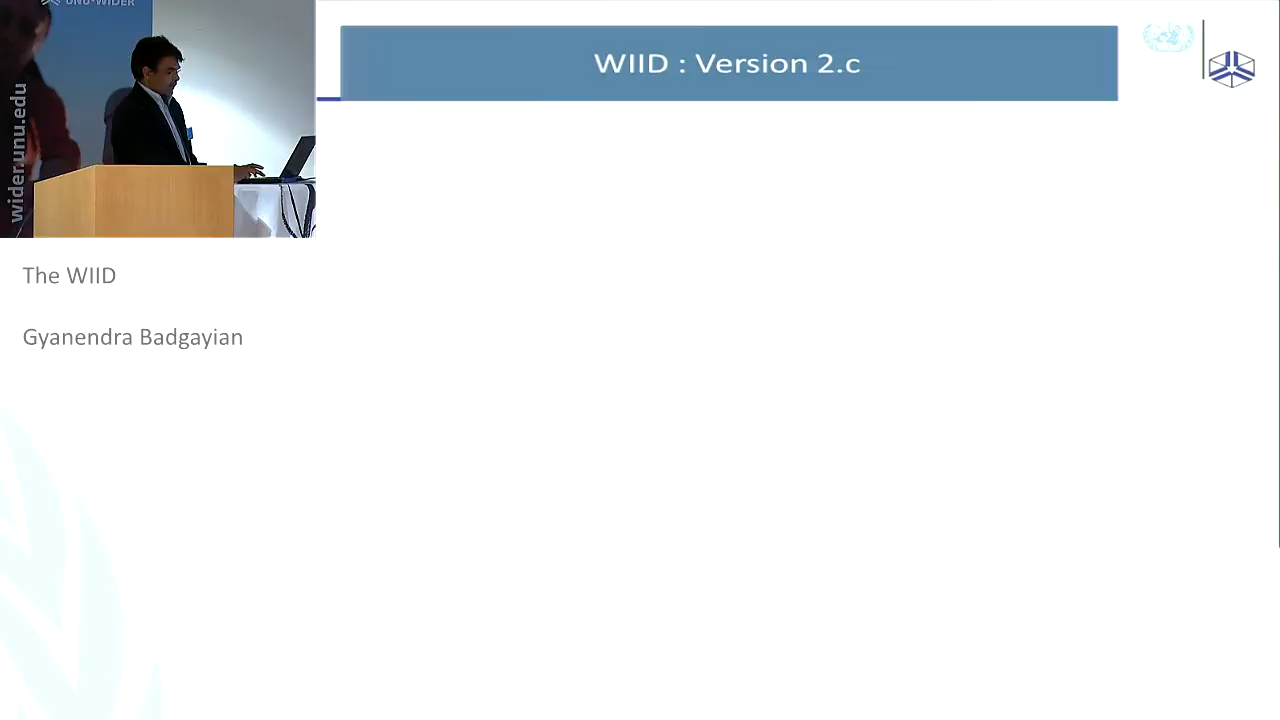 UNU-WIDER
wider.unu.edu
WIID : Version 2.c
The WIID
Gyanendra Badgayian